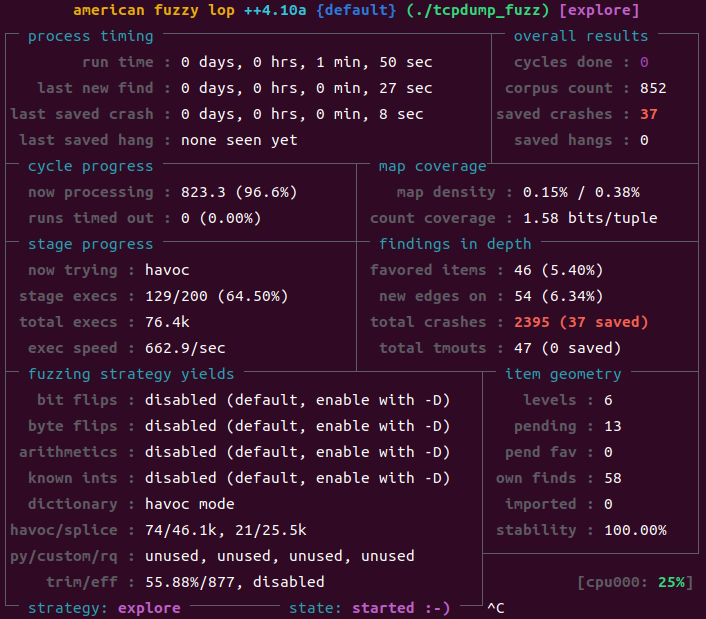 american fuzzy lop ++4.10a {default} (./tcpdump_fuzz) [explore]
process timing overall results
run time : 0 days, 0 hrs, 1 min, 50 sec cycles done : 0
last new find : 0 days, 0 hrs, 0 min, 27 sec corpus count : 852
last saved crash : 0 days, 0 hrs, 0 min, 8 sec saved crashes : 37
last saved hang : none seen yet saved hangs : 0
cycle progress map coverage
now processing : 823.3 (96.6%) map density : 0.15% / 0.38%
runs timed out : 0 (0.00%) count coverage : 1.58 bits/tuple
stage progress findings in depth
now trying : havoc favored items : 46 (5.40%)
stage execs : 129/200 (64.50%) new edges on : 54 (6.34%)
total execs : 76.4k total crashes : 2395 (37 saved)
exec speed : 662.9/sec total tmouts : 47 (0 saved)
fuzzing strategy yields item geometry
bit flips : disabled (default, enable with -D) levels : 6
byte flips : disabled (default, enable with -D) pending : 13
arithmetics : disabled (default, enable with -D) pend fav : 0
known ints : disabled (default, enable with -D) own finds : 58
dictionary : havoc mode imported : 0
havoc/splice : 74/46.1k, 21/25.5k stability : 100.00%
py/custom/rq : unused, unused, unused, unused
trim/eff : 55.88%/877, disabled [cpu000: 25%]
strategy: explore state: started :-) ^C